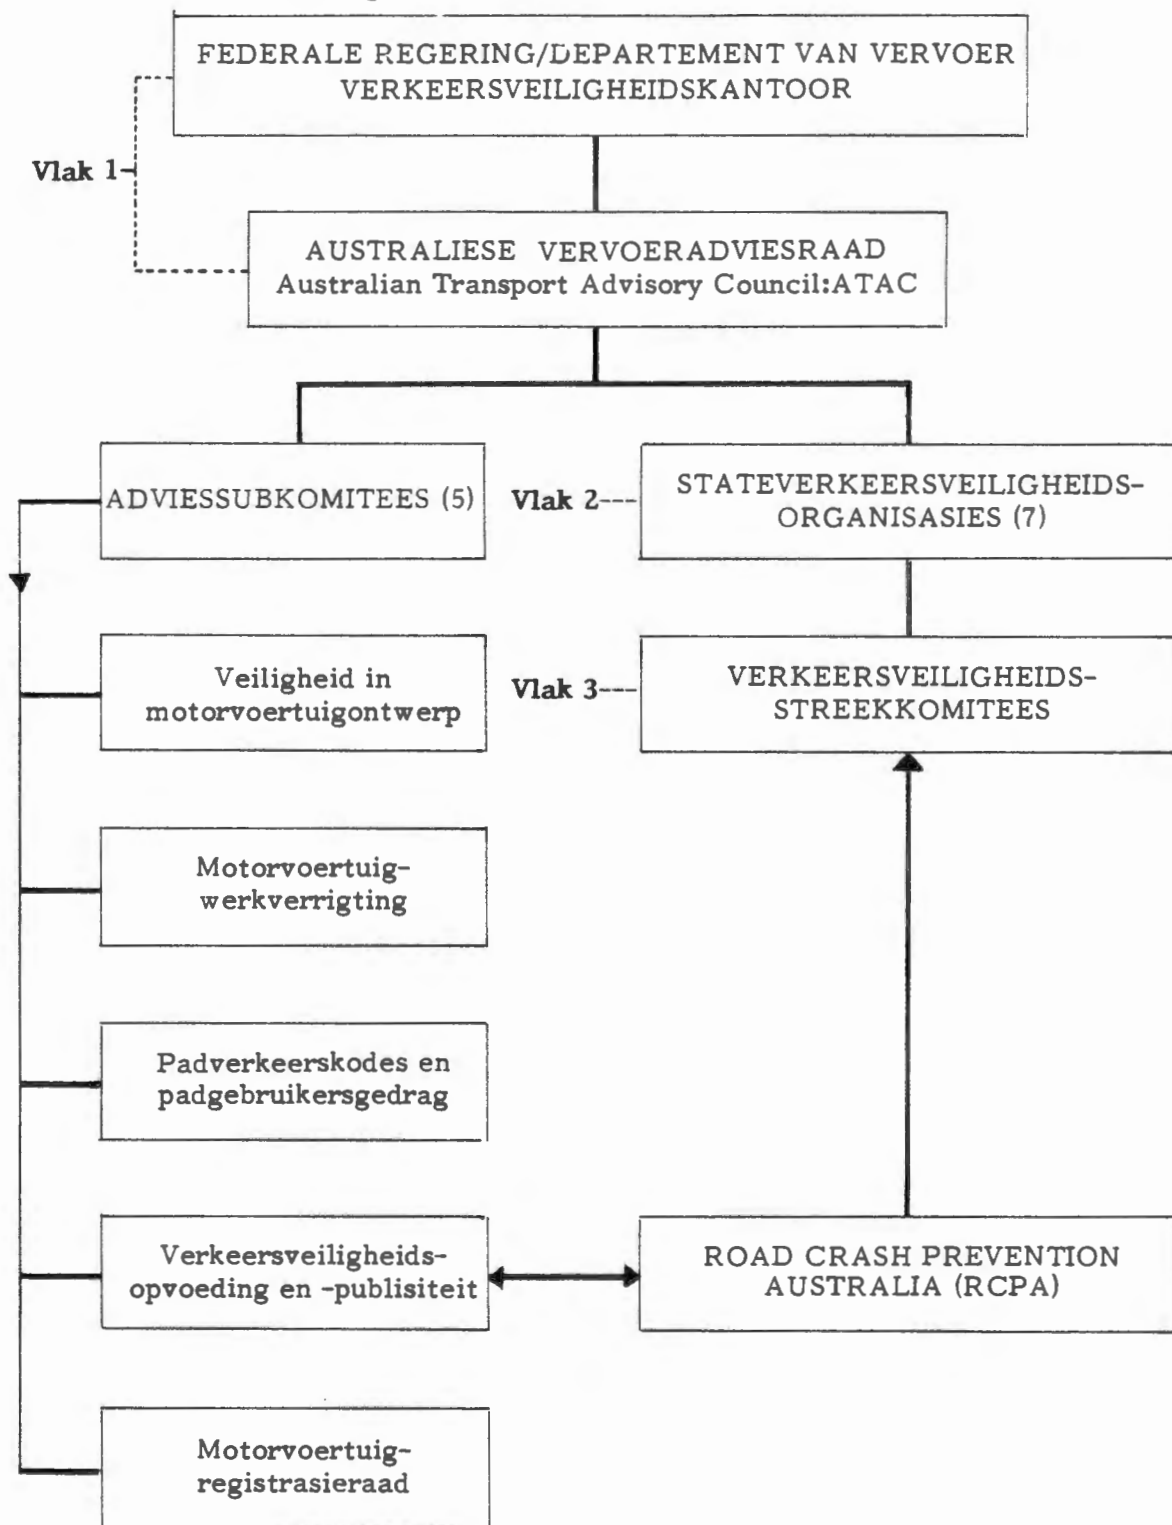 FEDERALE REGERING/DEPARTEMENT VAN VERVOER
VERKEERSVEILIGHEIDSKANTOOR
Vlak 1
AUSTRALIESE VERVOERADVIESRAAD
Australian Transport Advisory Council:ATAC
ADVIESSUBKOMITEES (5)
Vlak 2
STATEVERKEERSVEILIGHEIDS-
ORGANISASIES (7)
Veiligheid in
motorvoertuigontwerp
Vlak 3
VERKEERSVEILIGHEIDS-
STREEKKOMITEES
Motorvoertuig-
werkverrigting
Padverkeerskodes en
padgebruikersgedrag
Verkeersveiligheids-
opvoeding en -publisiteit
ROAD CRASH PREVENTION
AUSTRALIA (RCPA)
Motorvoertuig-
registrasieraad